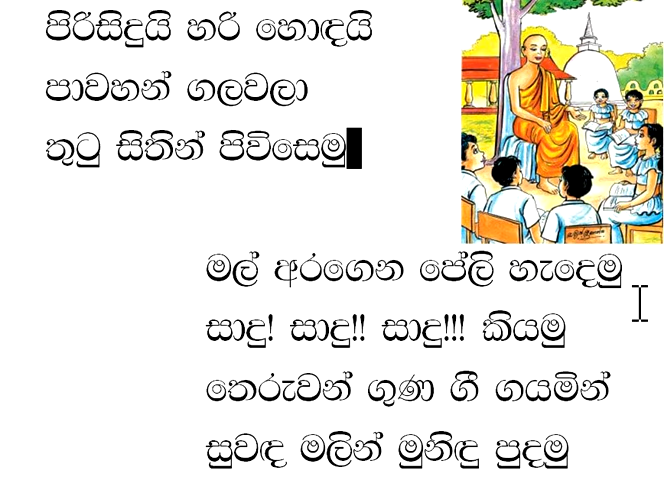 පිරිසිදුයි හරි හොඳයි
පාවහන් ගලවලා
තුටු සිතින් පිවිසෙමු
මල් අරගෙන පේලි හැදෙමු
සාදු! සාදු!! සාදු!!! කියමු
තෙරුවන් ගුණ ගී ගයමින්
සුවඳ මලින් මුනිඳු පුදමු